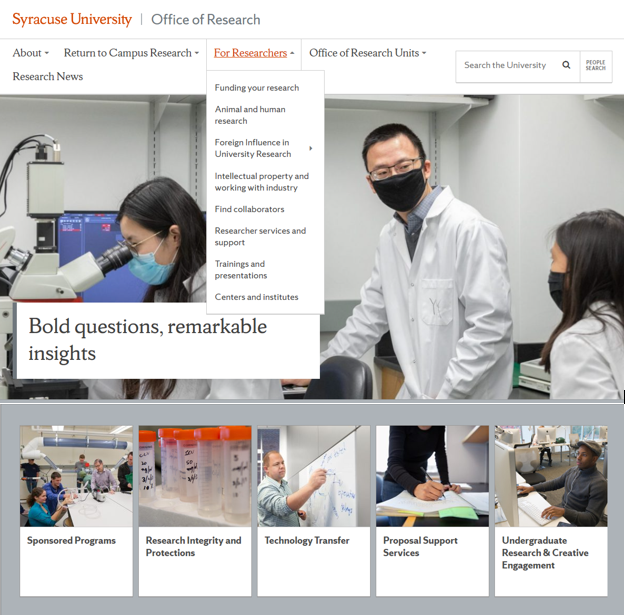 Syracuse University | Office of Research
About
Return to Campus Research
For Researchers
Office of Research Units
Research News
Search the University
PEOPLE
SEARCH
Funding your research
Animal and human
research
Foreign Influence in
University Research
Intellectual property and
working with industry
Find collaborators
Researcher services and
support
Trainings and
presentations
Centers and institutes
Bold questions, remarkable
insights
Sponsored Programs
Research Integrity and
Protections
Technology Transfer
Proposal Support
Services
Undergraduate
Research & Creative
Engagement